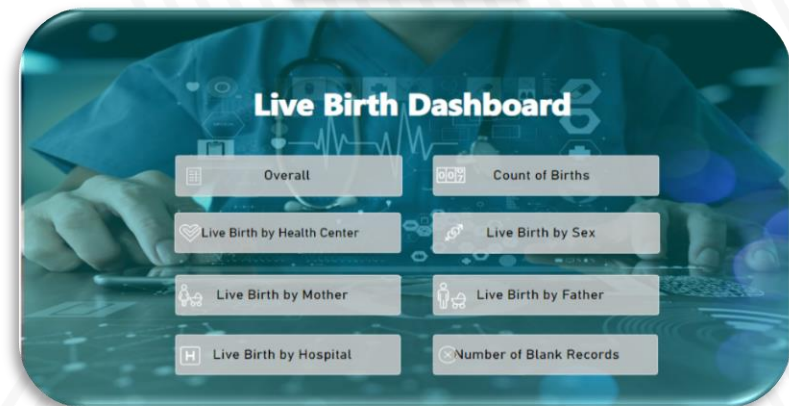 Live Birth Dashboard
Overall
Count of Births
Live Birth by Health Center
Live Birth by Sex
Live Birth by Mother
Live Birth by Father
H Live Birth by Hospital
Number of Blank Records